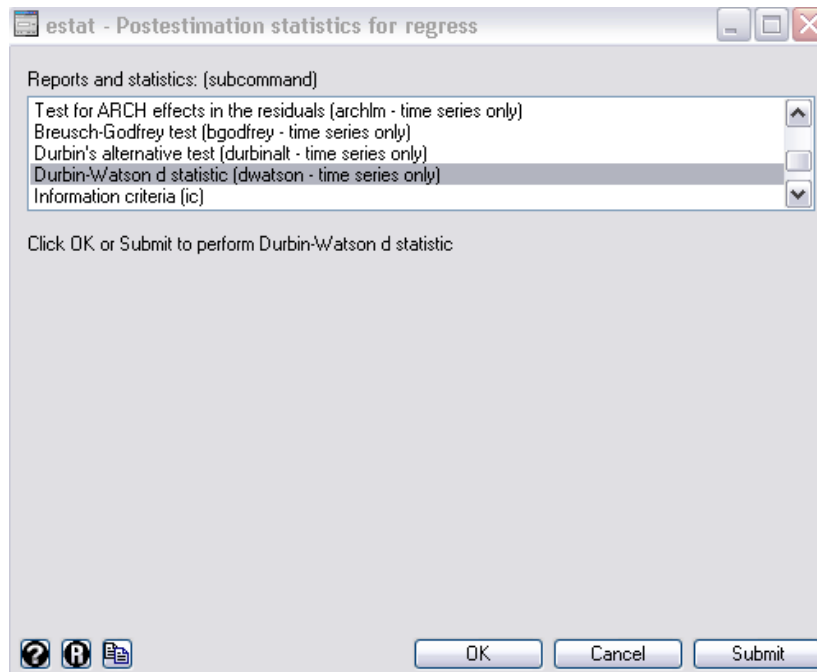 estat - Postestimation statistics for regress
Reports and statistics: (subcommand)
Test for ARCH effects in the residuals (archlm - time series only)
Breusch-Godfrey test (bgodfrey - time series only)
Durbin's alternative test (durbinalt - time series only)
Durbin-Watson d statistic (dwatson - time series only)
Information criteria (ic)
Click OK or Submit to perform Durbin-Watson d statistic
? R OK Cancel Submit